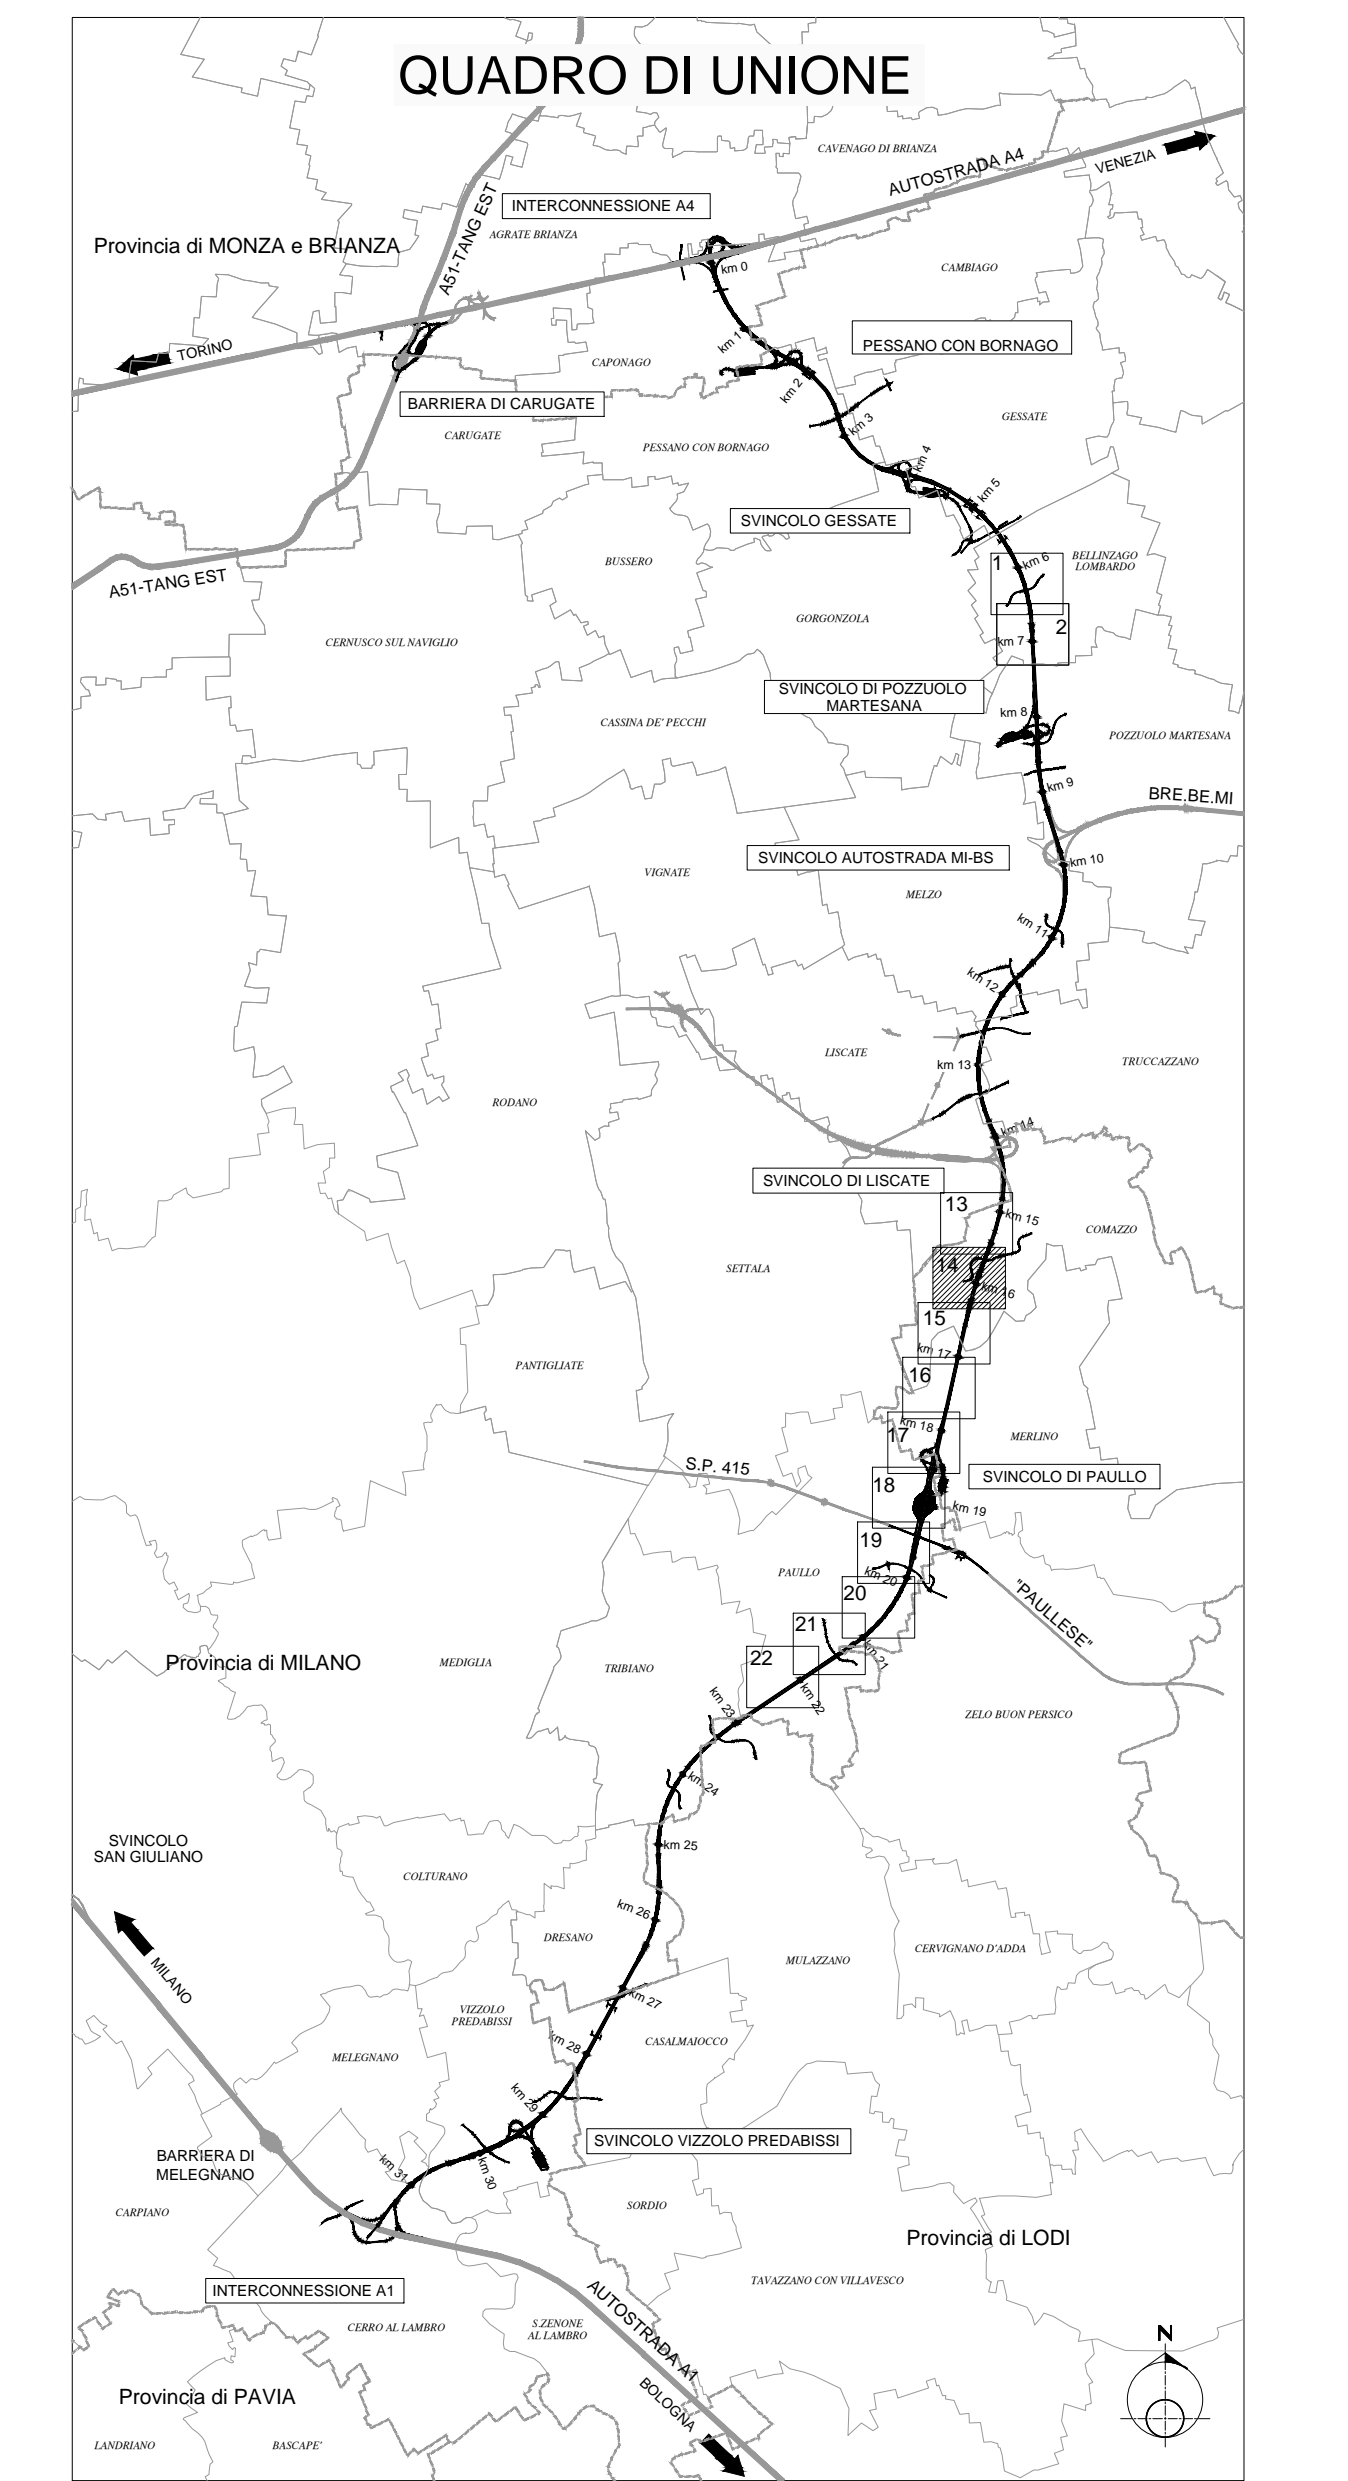 QUADRO DI UNIONE
CAVENAGO DI BRIANZA
AUTOSTRADA A4
VENEZIA
INTERCONNESSIONE A4
A51-TANG EST
AGRATE BRIANZA
Provincia di MONZA e BRIANZA
km 0
CAMBIAGO
TORINO
km 1
PESSANO CON BORNAGO
CAPONAGO
km 2
BARRIERA DI CARUGATE
CARUGATE
km 3
GESSATE
PESSANO CON BORNAGO
km 4
km 5
SVINCOLO GESSATE
A51-TANG EST
BUSSERO
1
km 6
BELLINZAGO
LOMBARDO
GORGONZOLA
2
km 7
CERNUSCO SUL NAVIGLIO
SVINCOLO DI POZZUOLO
MARTESANA
km 8
CASSINA DE' PECCHI
POZZUOLO MARTESANA
km 9
BRE.BE.MI
SVINCOLO AUTOSTRADA MI-BS
km 10
VIGNATE
MELZO
km 11
km 12
LISCATE
km 13
TRUCCAZZANO
RODANO
km 14
SVINCOLO DI LISCATE
13
km 15
COMAZZO
SETTALA
14
km 16
15
km 17
PANTIGLIATE
16
km 18
17
MERLINO
S.P. 415
SVINCOLO DI PAULLO
18
km 19
19
PAULLO
km 20
20
"PAULLESE"
21
km 21
22
Provincia di MILANO
MEDIGLIA
TRIBIANO
km 22
km 23
ZELO BUON PERSICO
km 24
SVINCOLO
SAN GIULIANO
km 25
COLTURANO
km 26
DRESANO
MULAZZANO
CERVIGNANO D'ADDA
MILANO
km 27
VIZZOLO
PREDABISSI
km 28
CASALMAIOCCO
MELEGNANO
km 29
SVINCOLO VIZZOLO PREDABISSI
BARRIERA DI
MELEGNANO
km 31
km 30
CARPIANO
SORDIO
Provincia di LODI
TAVAZZANO CON VILLAVESCO
INTERCONNESSIONE A1
AUTOSTRADA A1
CERRO AL LAMBRO
S.ZENONE
AL LAMBRO
N
BOLOGNA
Provincia di PAVIA
LANDRIANO
BASCAPE'